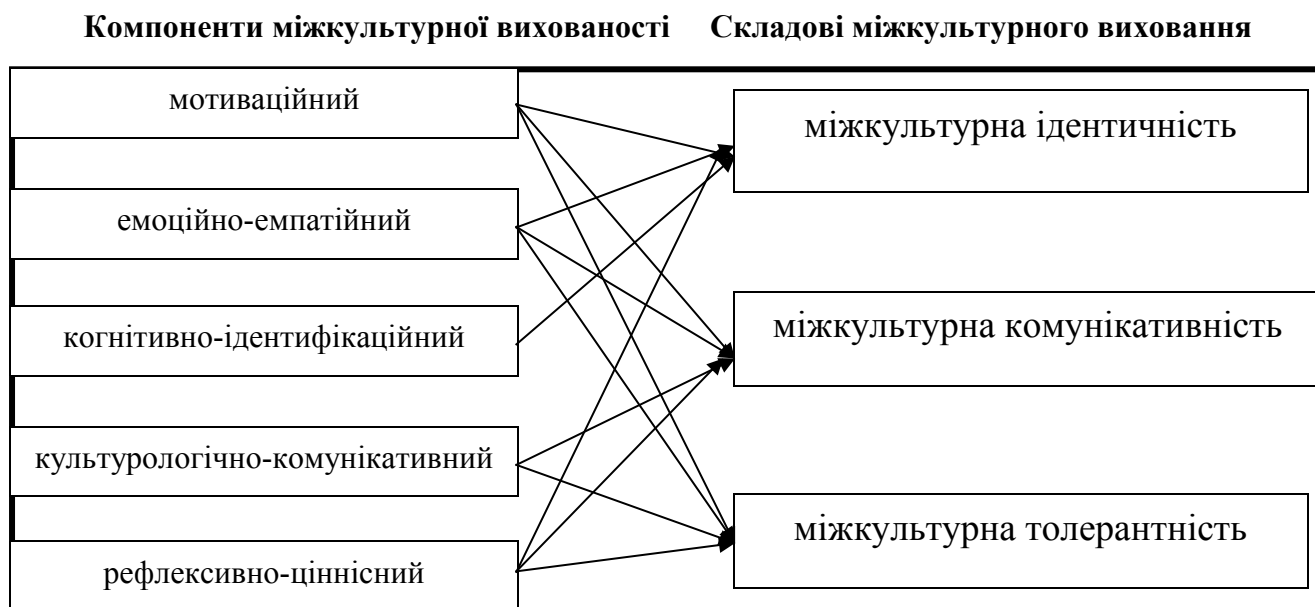 Компоненти міжкультурної вихованості
Складові міжкультурного виховання
мотиваційний
емоційно-емпатійний
когнітивно-ідентифікаційний
культурологічно-комунікативний
рефлексивно-ціннісний
міжкультурна ідентичність
міжкультурна комунікативність
міжкультурна толерантність